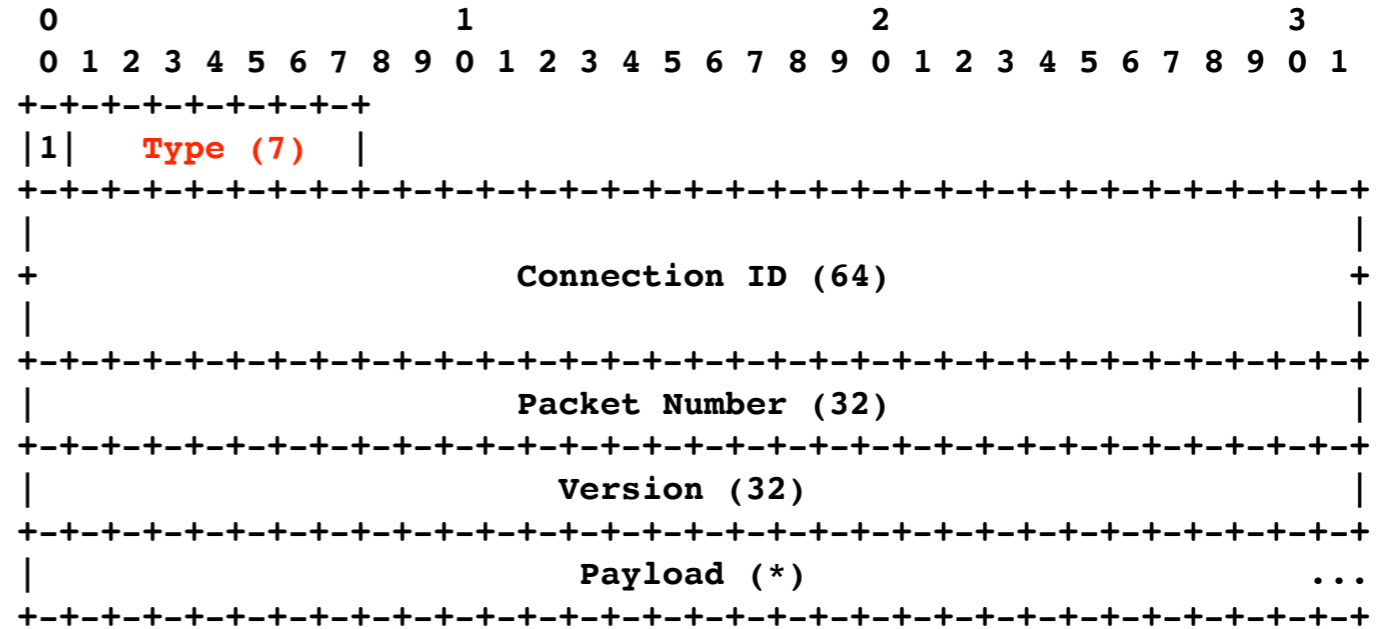 0                   1                   2                   3
0 1 2 3 4 5 6 7 8 9 0 1 2 3 4 5 6 7 8 9 0 1 2 3 4 5 6 7 8 9 0 1
+-+-+-+-+-+-+-+-+
|1|   Type (7)  |
+-+-+-+-+-+-+-+-+-+-+-+-+-+-+-+-+-+-+-+-+-+-+-+-+-+-+-+-+-+-+-+-+
|                                                               |
+                       Connection ID (64)                      +
|                                                               |
+-+-+-+-+-+-+-+-+-+-+-+-+-+-+-+-+-+-+-+-+-+-+-+-+-+-+-+-+-+-+-+-+
|                       Packet Number (32)                      |
+-+-+-+-+-+-+-+-+-+-+-+-+-+-+-+-+-+-+-+-+-+-+-+-+-+-+-+-+-+-+-+-+
|                         Version (32)                          |
+-+-+-+-+-+-+-+-+-+-+-+-+-+-+-+-+-+-+-+-+-+-+-+-+-+-+-+-+-+-+-+-+
|                          Payload (*)                        ...
+-+-+-+-+-+-+-+-+-+-+-+-+-+-+-+-+-+-+-+-+-+-+-+-+-+-+-+-+-+-+-+-+